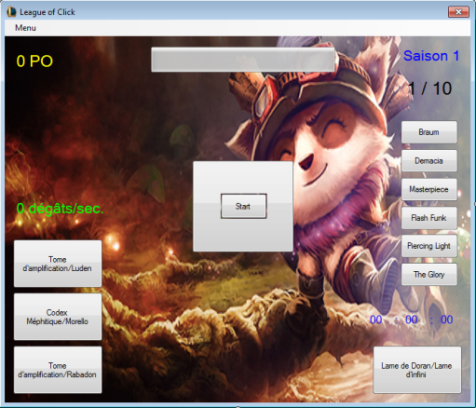 League of Click
Menu
0 PO
Saison 1
1 / 10
Braum
Demacia
Masterpiece
Start
0 dégâts/sec.
Flash Funk
Piercing Light
Tome
d'amplification/Luden
The Glory
Codex
Méphitique/Morello
00 : 00 : 00
Tome
d'amplification/Rabadon
Lame de Doran/Lame
d'Infini